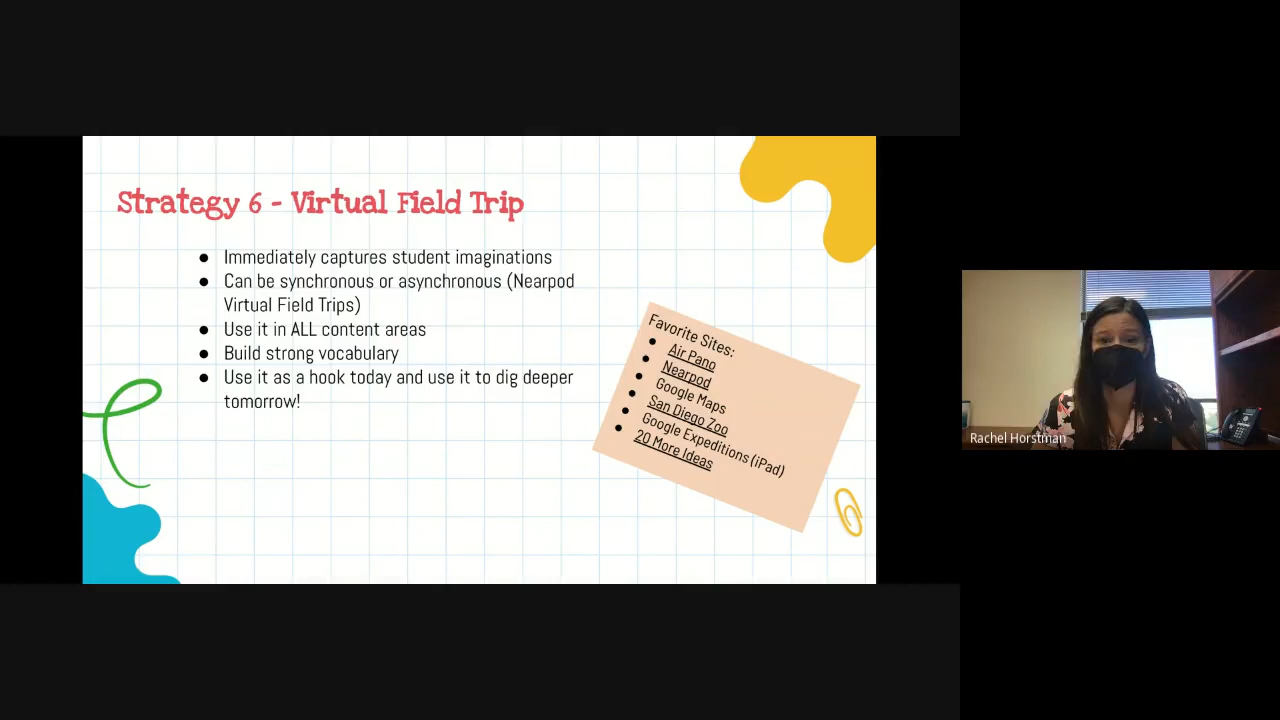 Strategy 6 - Virtual Field Trip
● Immediately captures student imaginations
● Can be synchronous or asynchronous (Nearpod
Virtual Field Trips)
● Use it in ALL content areas
● Build strong vocabulary
● Use it as a hook today and use it to dig deeper
tomorrow!
Favorite Sites:
● Air Pano
● Nearpod
● Google Maps
● San Diego Zoo
● Google Expeditions (iPad)
● 20 More Ideas
Rachel Horstman